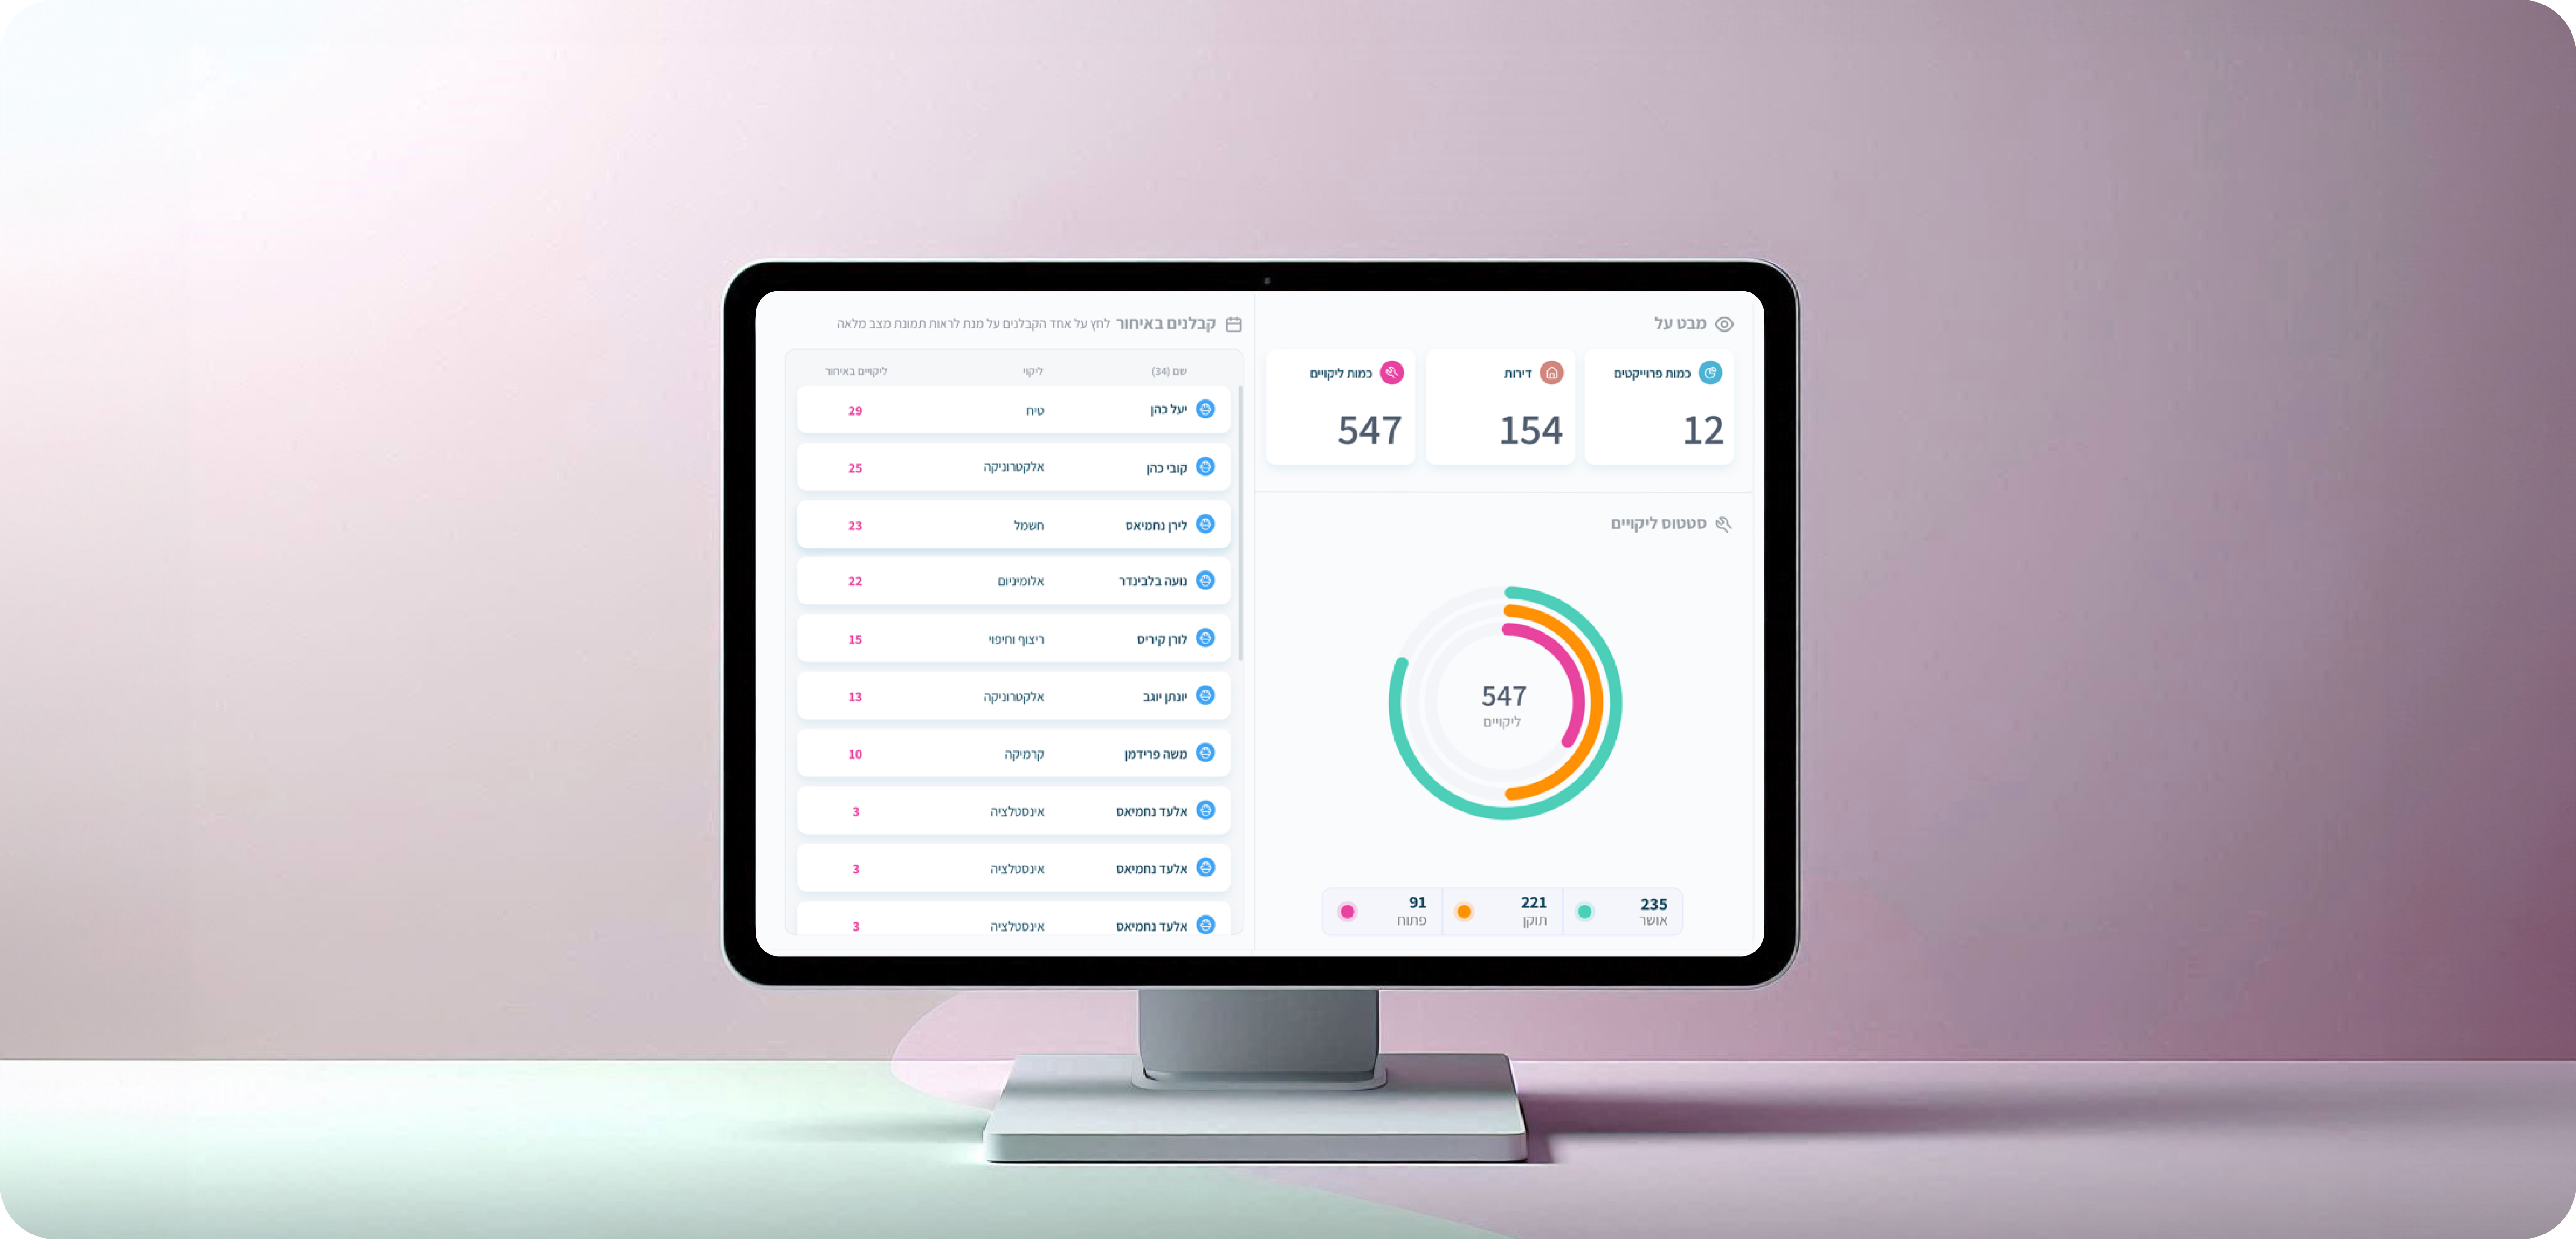 מבט על
כמות פרוייקטים
12
דירות
154
כמות ליקויים
547
סטטוס ליקויים
547
ליקויים
235
אושר
221
תוקן
91
פתוח
קבלנים באיחור לחץ על אחד הקבלנים על מנת לראות תמונת מצב מלאה
שם (34) ליקוי ליקויים באיחור
יעל כהן טיח 29
קובי כהן אלקטרוניקה 25
לירן נחמיאס חשמל 23
נועה בלבינדר אלומיניום 22
לורן קיריס ריצוף וחיפוי 15
יונתן יוגב אלקטרוניקה 13
משה פרידמן קרמיקה 10
אלעד נחמיאס אינסטלציה 3
אלעד נחמיאס אינסטלציה 3
אלעד נחמיאס אינסטלציה 3